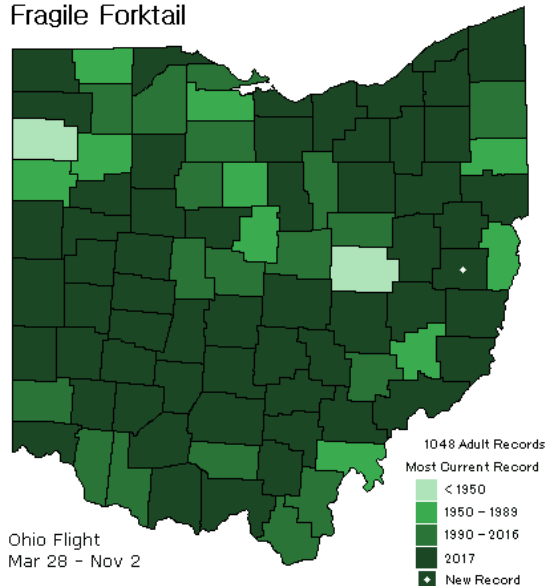 Fragile Forktail
1048 Adult Records
Most Current Record
< 1950
1950 - 1989
1990 - 2016
2017
New Record
Ohio Flight
Mar 28 - Nov 2